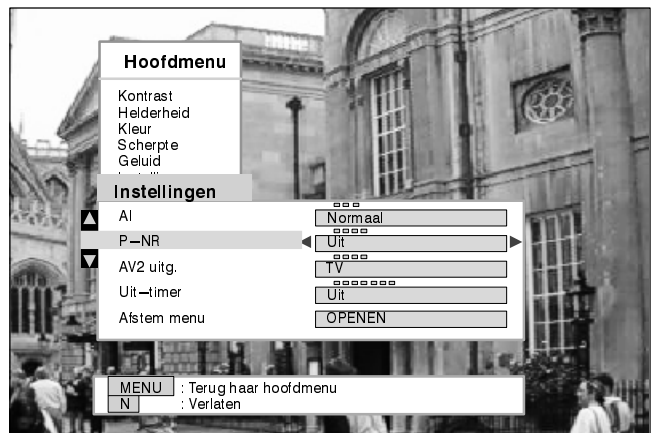 Hoofdmenu
Kontrast
Helderheid
Kleur
Scherpte
Geluid
Instellingen
AI Normaal
P-NR Uit
AV2 uitg. TV
Uit-timer Uit
Afstem menu OPENEN
MENU : Terug haar hoofdmenu
N : Verlaten